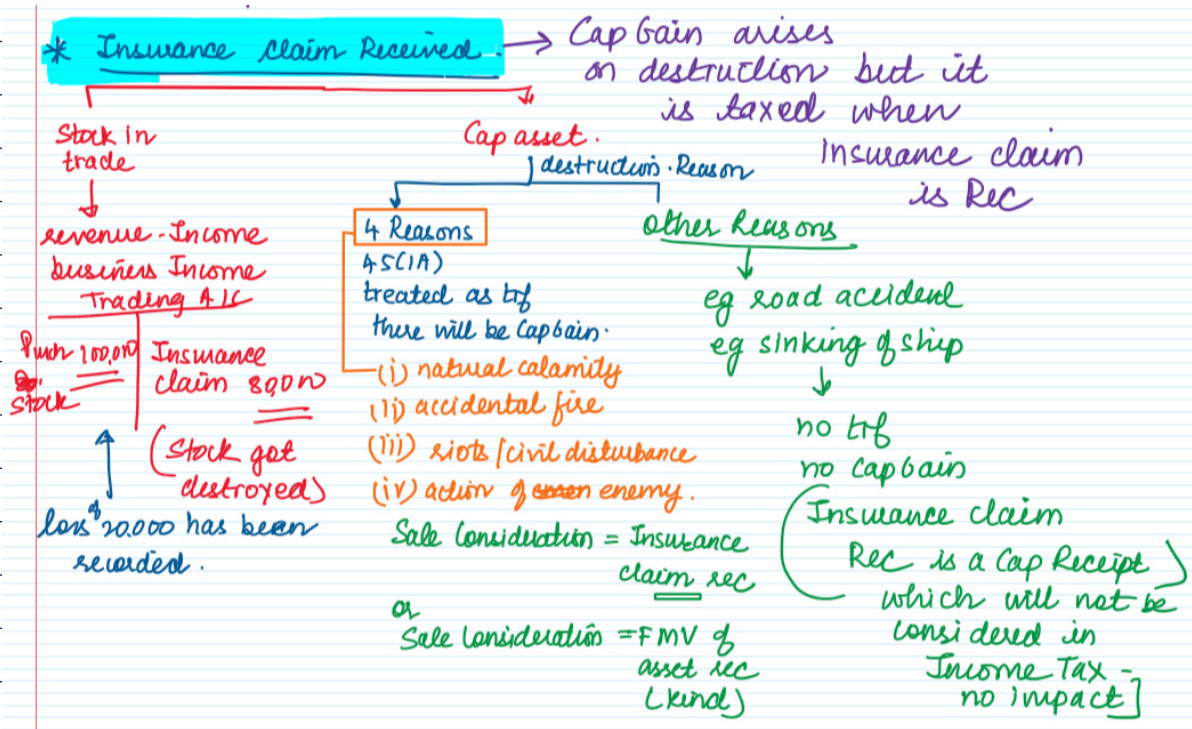 * Insurance claim Received.
→ Cap Gain arises
on destruction but it
is taxed when
Insurance claim
is Rec
Stock in
trade
revenue-Income
business Income
Trading A/C
Purch 100,000
Stock
Insurance
claim 80,000
(Stock got
destroyed)
loss of 20,000 has been
recorded.
Cap asset.
destruction. Reason
4 Reasons
45(1A)
treated as trf
there will be CapGain.
(i) natural calamity
(ii) accidental fire
(iii) riots/civil disturbance
(iv) action of enemy.
Sale Consideration = Insurance
claim rec
or
Sale Consideration = FMV of
asset rec
(kind)
other Reasons
eg road accident
eg sinking of ship
no trf
no CapGain
(Insurance claim
Rec is a Cap Receipt)
which will not be
considered in
Income Tax -
no impact]